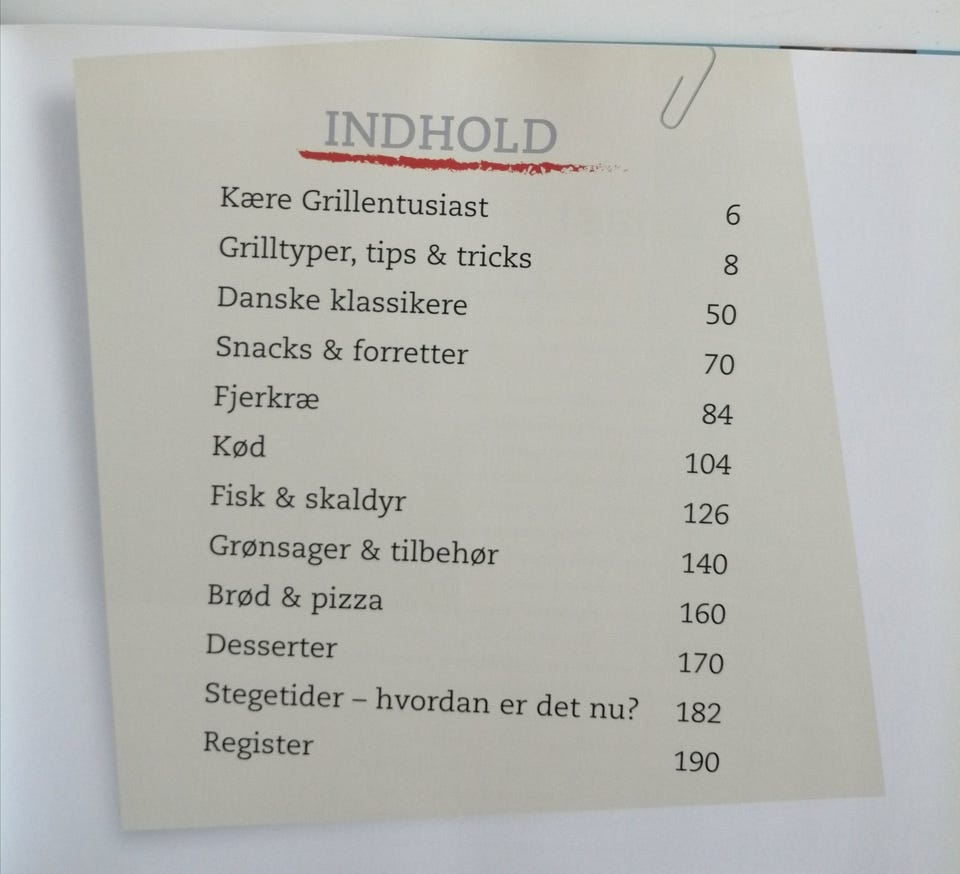 INDHOLD
Kære Grillentusiast 6
Grilltyper, tips & tricks 8
Danske klassikere 50
Snacks & forretter 70
Fjerkræ 84
Kød 104
Fisk & skaldyr 126
Grønsager & tilbehør 140
Brød & pizza 160
Desserter 170
Stegetider – hvordan er det nu? 182
Register 190